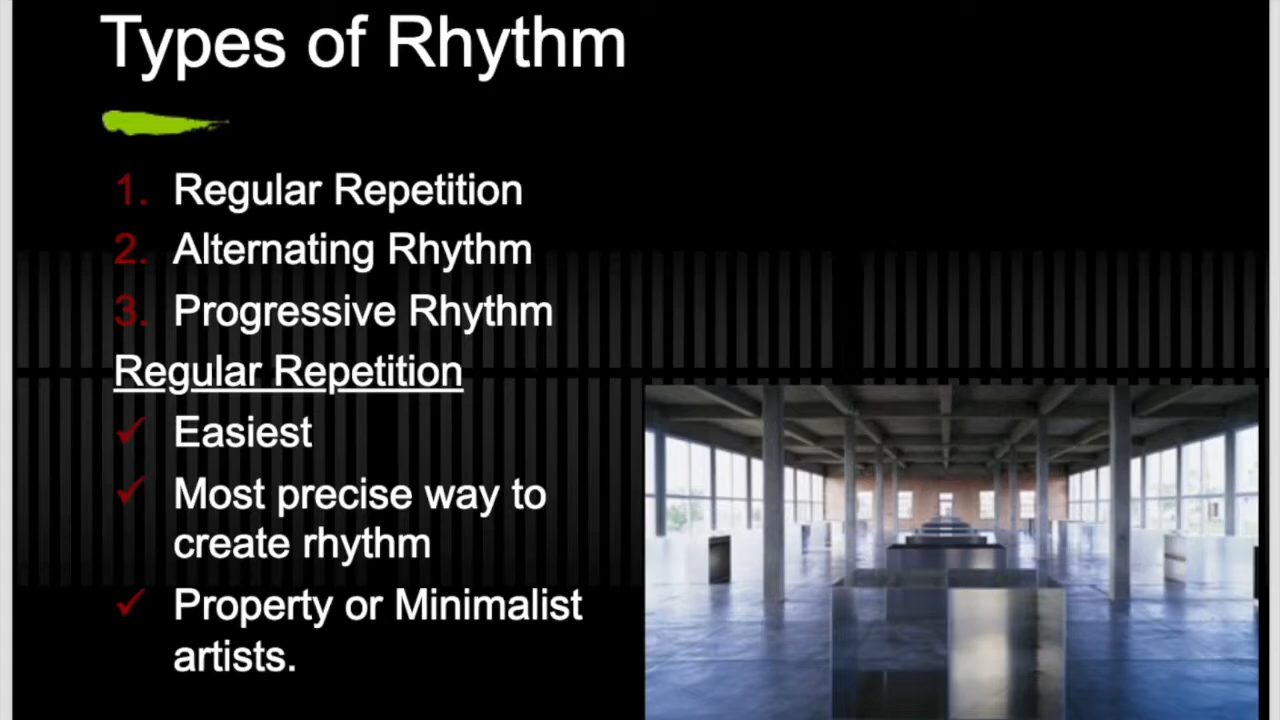 Types of Rhythm
1. Regular Repetition
2. Alternating Rhythm
3. Progressive Rhythm
Regular Repetition
✓ Easiest
✓ Most precise way to
create rhythm
✓ Property or Minimalist
artists.